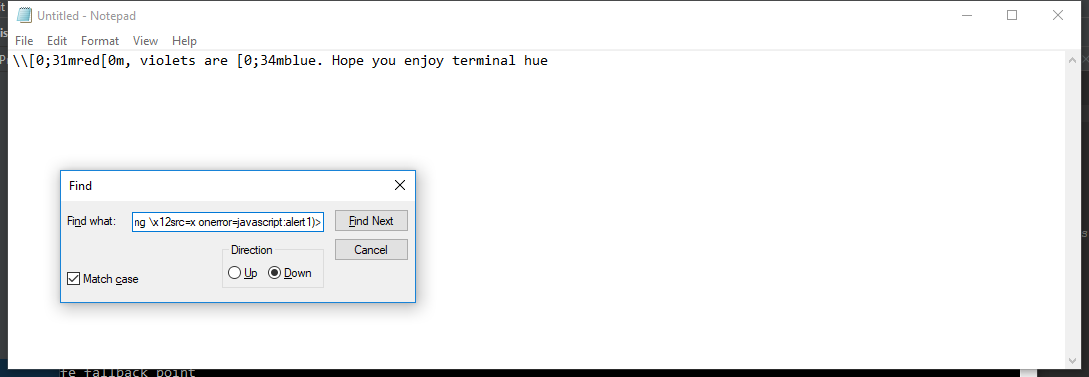 Untitled - Notepad
File Edit Format View Help
\\[0;31mred[0m, violets are [0;34mblue. Hope you enjoy terminal hue
Find
Find what: ng \x12src=x onerror=javascript:alert1)> Find Next
Direction Cancel
Up Down
Match case
fe fallback point